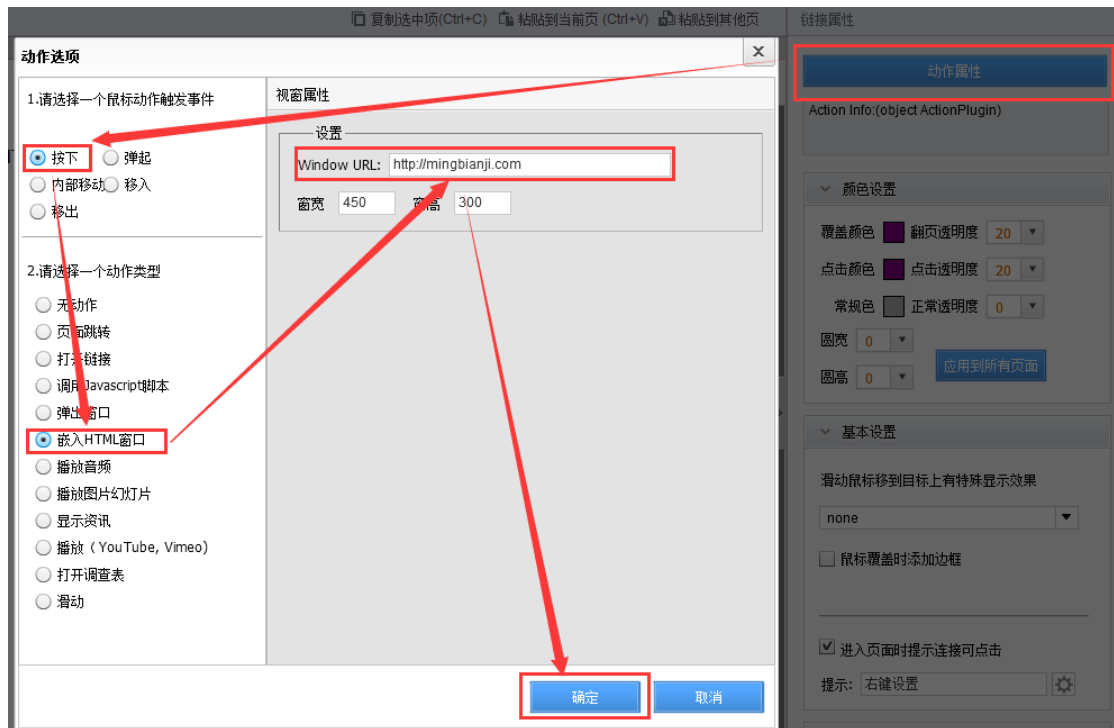 复制选中项(Ctrl+C) 粘贴到当前页 (Ctrl+V) 粘贴到其他页
链接属性
动作选项
x
1.请选择一个鼠标动作触发事件
按下 弹起
内部移动 移入
移出
2.请选择一个动作类型
无动作
页面跳转
打开链接
调用Javascript脚本
弹出窗口
嵌入HTML窗口
播放音频
播放图片幻灯片
显示资讯
播放（YouTube, Vimeo)
打开调查表
滑动
视窗属性
设置
Window URL: http://mingbianji.com
窗宽 450 窗高 300
确定 取消
动作属性
Action Info:(object ActionPlugin)
颜色设置
覆盖颜色 翻页透明度 20
点击颜色 点击透明度 20
常规色 正常透明度 0
圆宽 0
圆高 0 应用到所有页面
基本设置
滑动鼠标移到目标上有特殊显示效果
none
鼠标覆盖时添加边框
进入页面时提示连接可点击
提示: 右键设置